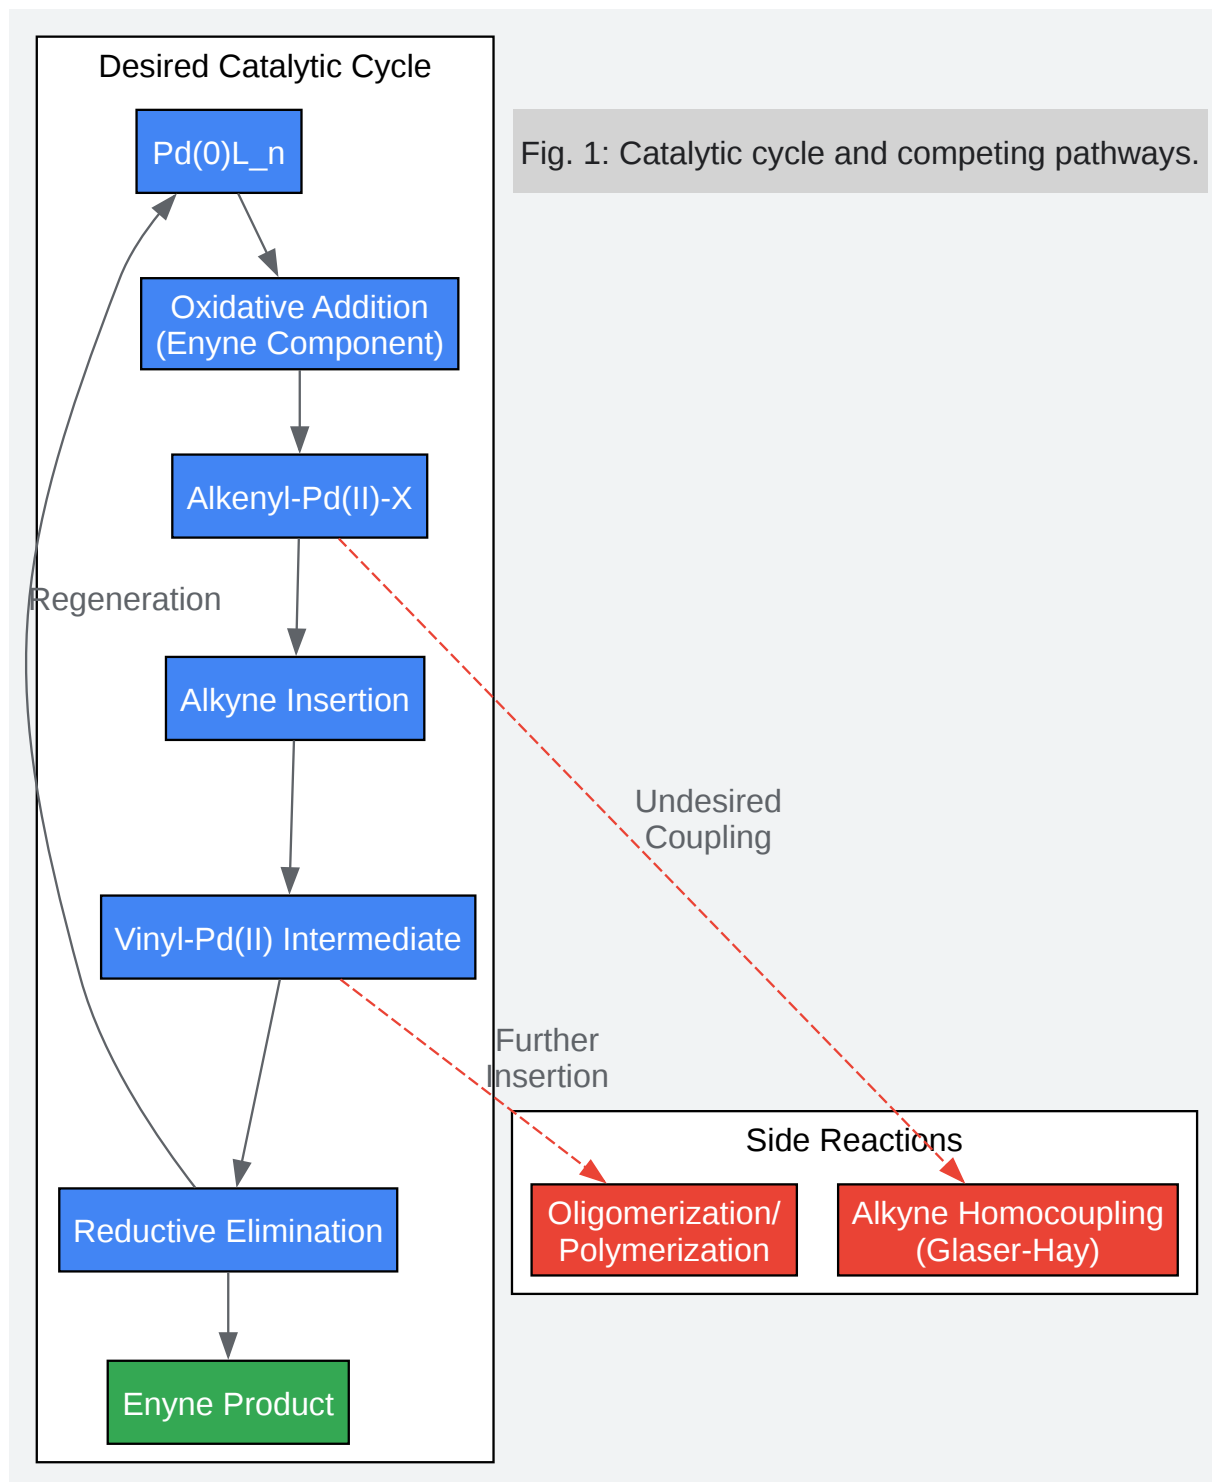 Desired Catalytic Cycle
Pd(0)L_n
Fig. 1: Catalytic cycle and competing pathways.
Oxidative Addition
(Enyne Component)
Alkenyl-Pd(II)-X
Regeneration
Alkyne Insertion
Undesired
Coupling
Vinyl-Pd(II) Intermediate
Further
Insertion
Side Reactions
Reductive Elimination
Oligomerization/
Polymerization
Alkyne Homocoupling
(Glaser-Hay)
Enyne Product